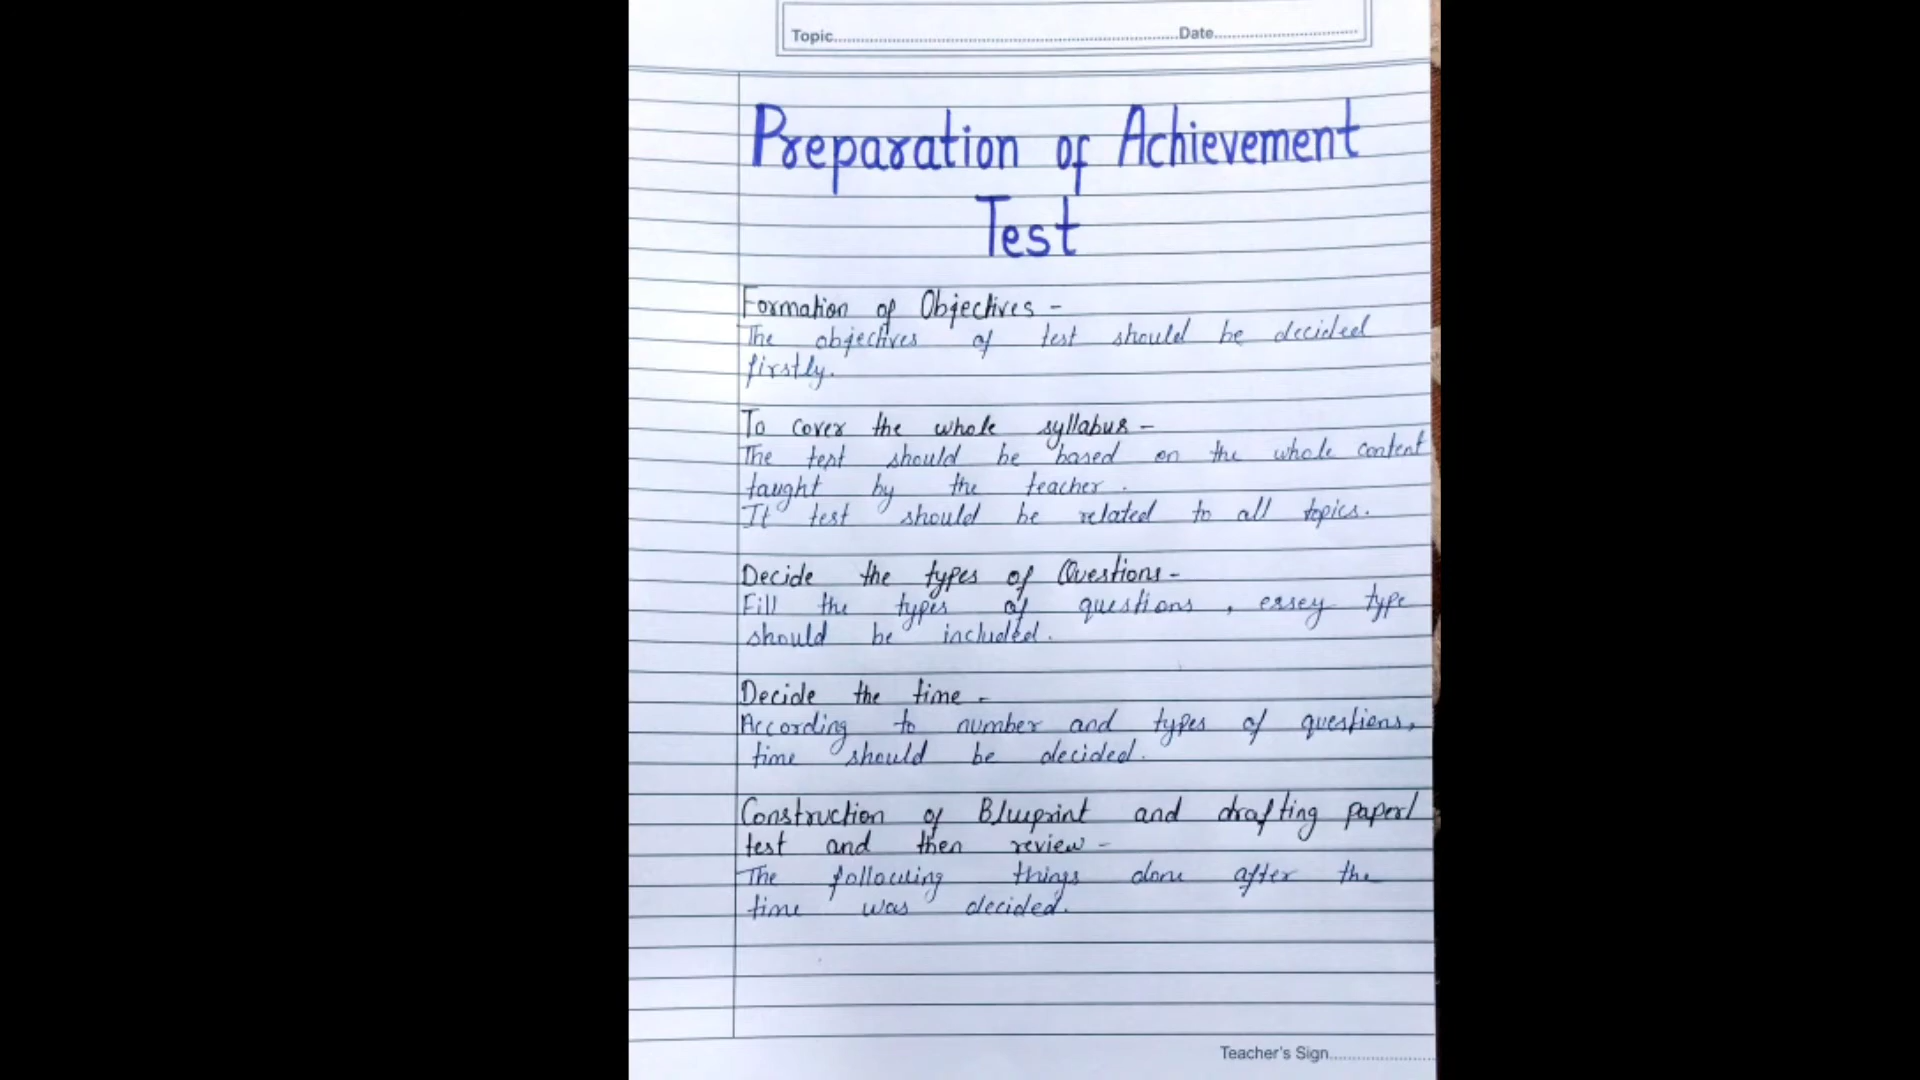 Topic Date
Preparation of Achievement
Test
Formation of Objectives -
The objectives of test should be decided
firstly.
To cover the whole syllabus -
The test should be based on the whole content
taught by the teacher.
It test should be related to all topics.
Decide the types of Questions -
Fill the types of questions, essey type
should be included.
Decide the time -
According to number and types of questions,
time should be decided.
Construction of Blueprint and drafting paper/
test and then review -
The following things done after the
time was decided.
Teacher's Sign